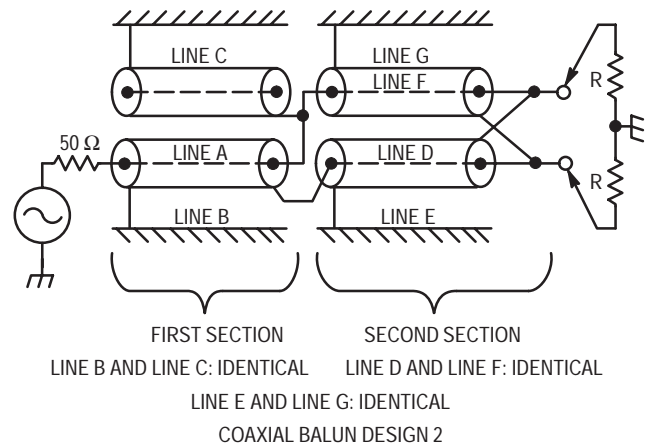 LINE C
LINE G
LINE F
R
50 Ω
LINE A
LINE D
R
LINE B
LINE E
FIRST SECTION
SECOND SECTION
LINE B AND LINE C: IDENTICAL
LINE D AND LINE F: IDENTICAL
LINE E AND LINE G: IDENTICAL
COAXIAL BALUN DESIGN 2